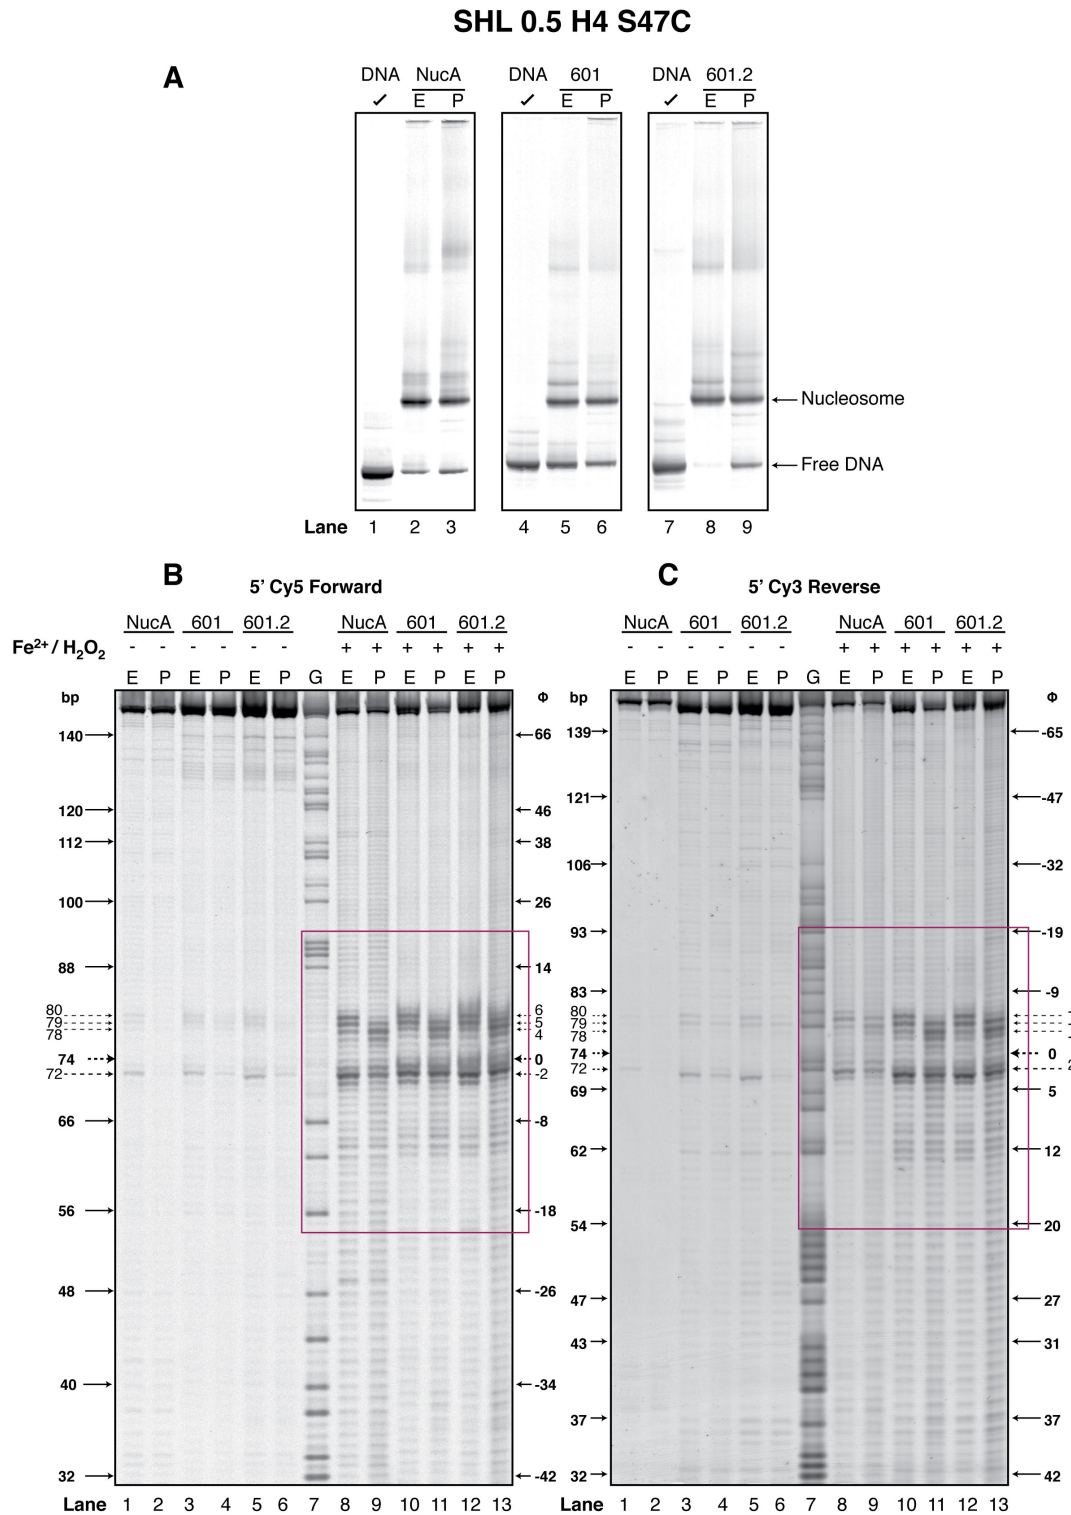 SHL 0.5 H4 S47C
A
DNA NucA DNA 601 DNA 601.2
✓ E P ✓ E P ✓ E P
Nucleosome
Free DNA
Lane 1 2 3 4 5 6 7 8 9
B 5’ Cy5 Forward
NucA 601 601.2 NucA 601 601.2
Fe2+ / H2O2 - - - - - - + + + + + +
E P E P E P G E P E P E P
bp Φ
140 66
120 46
112 38
100 26
88 14
80 6
79 5
78 4
74 0
72 -2
66 -8
56 -18
48 -26
40 -34
32 -42
Lane 1 2 3 4 5 6 7 8 9 10 11 12 13
C 5’ Cy3 Reverse
NucA 601 601.2 NucA 601 601.2
- - - - - - + + + + + +
E P E P E P G E P E P E P
bp Φ
139 -65
121 -47
106 -32
93 -19
83 -9
80
79
78
74 0
72
69 5
62 12
54 20
47 27
43 31
37 37
32 42
Lane 1 2 3 4 5 6 7 8 9 10 11 12 13